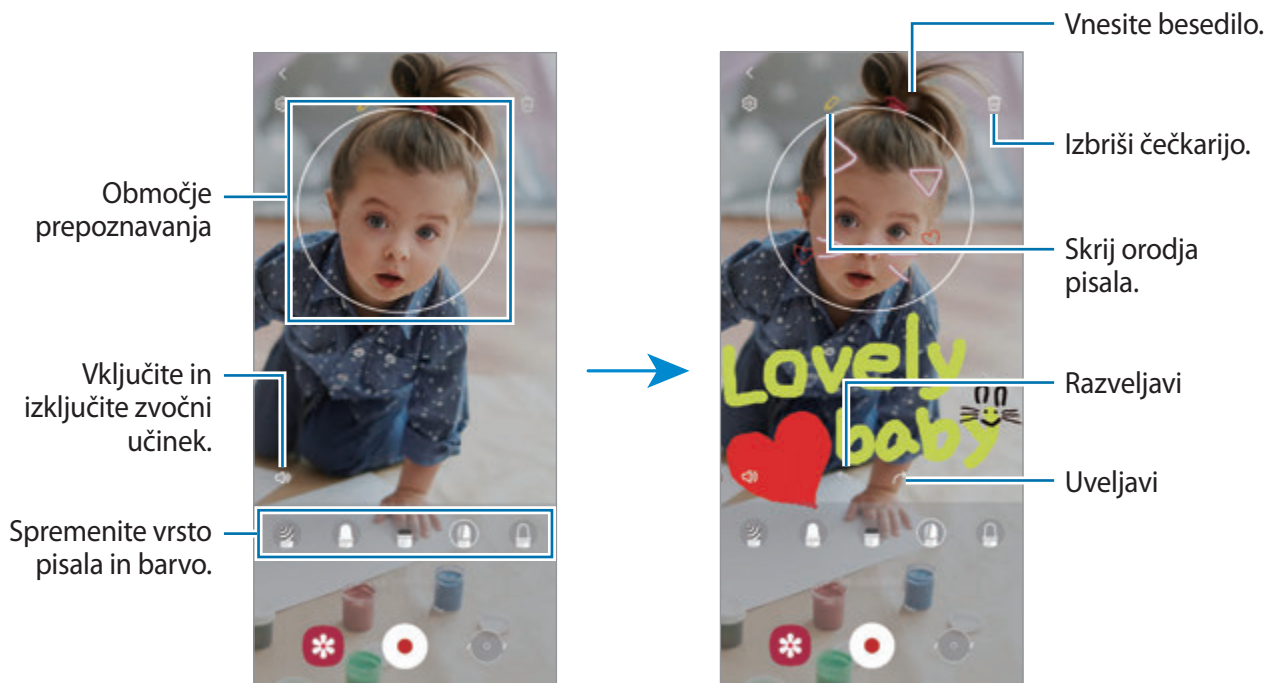 Območje
prepoznavanja
Vključite in
izključite zvočni
učinek.
Spremenite vrsto
pisala in barvo.
Vnesite besedilo.
Izbriši čečkarijo.
Skrij orodja
pisala.
Razveljavi
Uveljavi
Lovely
baby